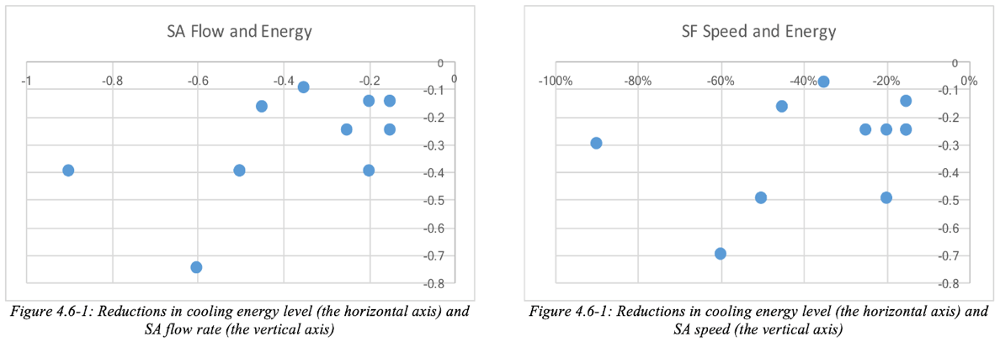 SA Flow and Energy
0
-1 -0.8 -0.6 -0.4 -0.2 0
-0.1
-0.2
-0.3
-0.4
-0.5
-0.6
-0.7
-0.8
Figure 4.6-1: Reductions in cooling energy level (the horizontal axis) and
SA flow rate (the vertical axis)
SF Speed and Energy
0
-100% -80% -60% -40% -20% 0%
-0.1
-0.2
-0.3
-0.4
-0.5
-0.6
-0.7
-0.8
Figure 4.6-1: Reductions in cooling energy level (the horizontal axis) and
SA speed (the vertical axis)